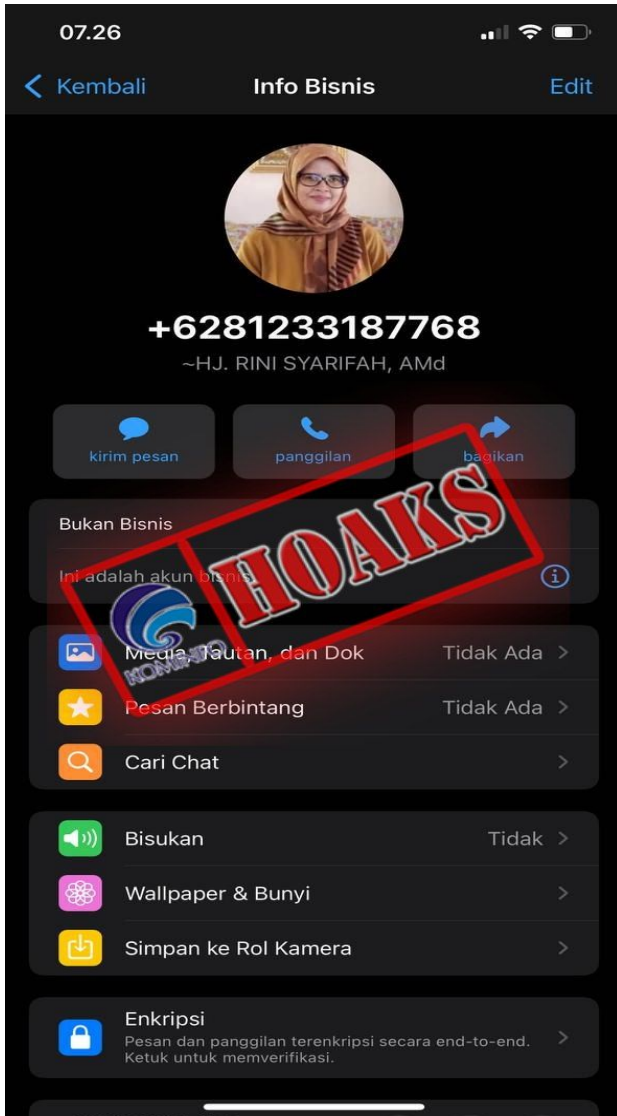 07.26
Kembali
Info Bisnis
Edit
+6281233187768
~HJ. RINI SYARIFAH, AMd
kirim pesan
panggilan
bagikan
Bukan Bisnis
Ini adalah akun bisnis.
HOAKS
KOMINFO
Media, Tautan, dan Dok
Tidak Ada
Pesan Berbintang
Tidak Ada
Cari Chat
Bisukan
Tidak
Wallpaper & Bunyi
Simpan ke Rol Kamera
Enkripsi
Pesan dan panggilan terenkripsi secara end-to-end.
Ketuk untuk memverifikasi.